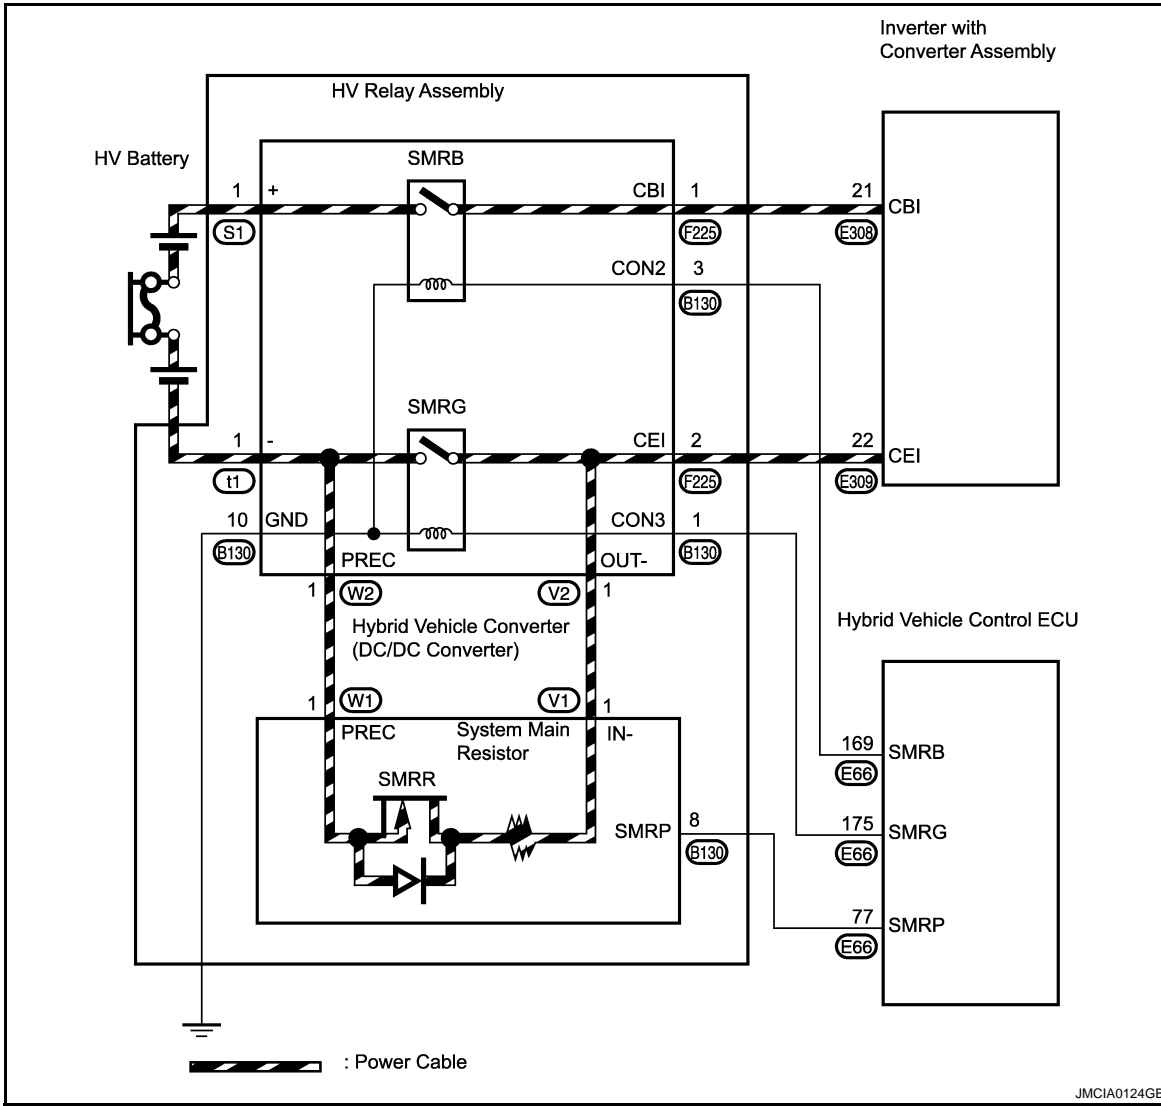 Inverter with
Converter Assembly
HV Relay Assembly
HV Battery
SMRB
1 + CBI 1 21 CBI
S1 F225 E308
CON2 3
B130
SMRG
1 - CEI 2 22 CEI
t1 F225 E309
10 GND CON3 1
B130 B130
PREC OUT-
1 W2 V2 1
Hybrid Vehicle Converter
(DC/DC Converter)
Hybrid Vehicle Control ECU
1 W1 V1 1
PREC System Main IN-
Resistor
169 SMRB
E66
SMRR
SMRP 8 175 SMRG
B130 E66
77 SMRP
E66
: Power Cable
JMCIA0124GB